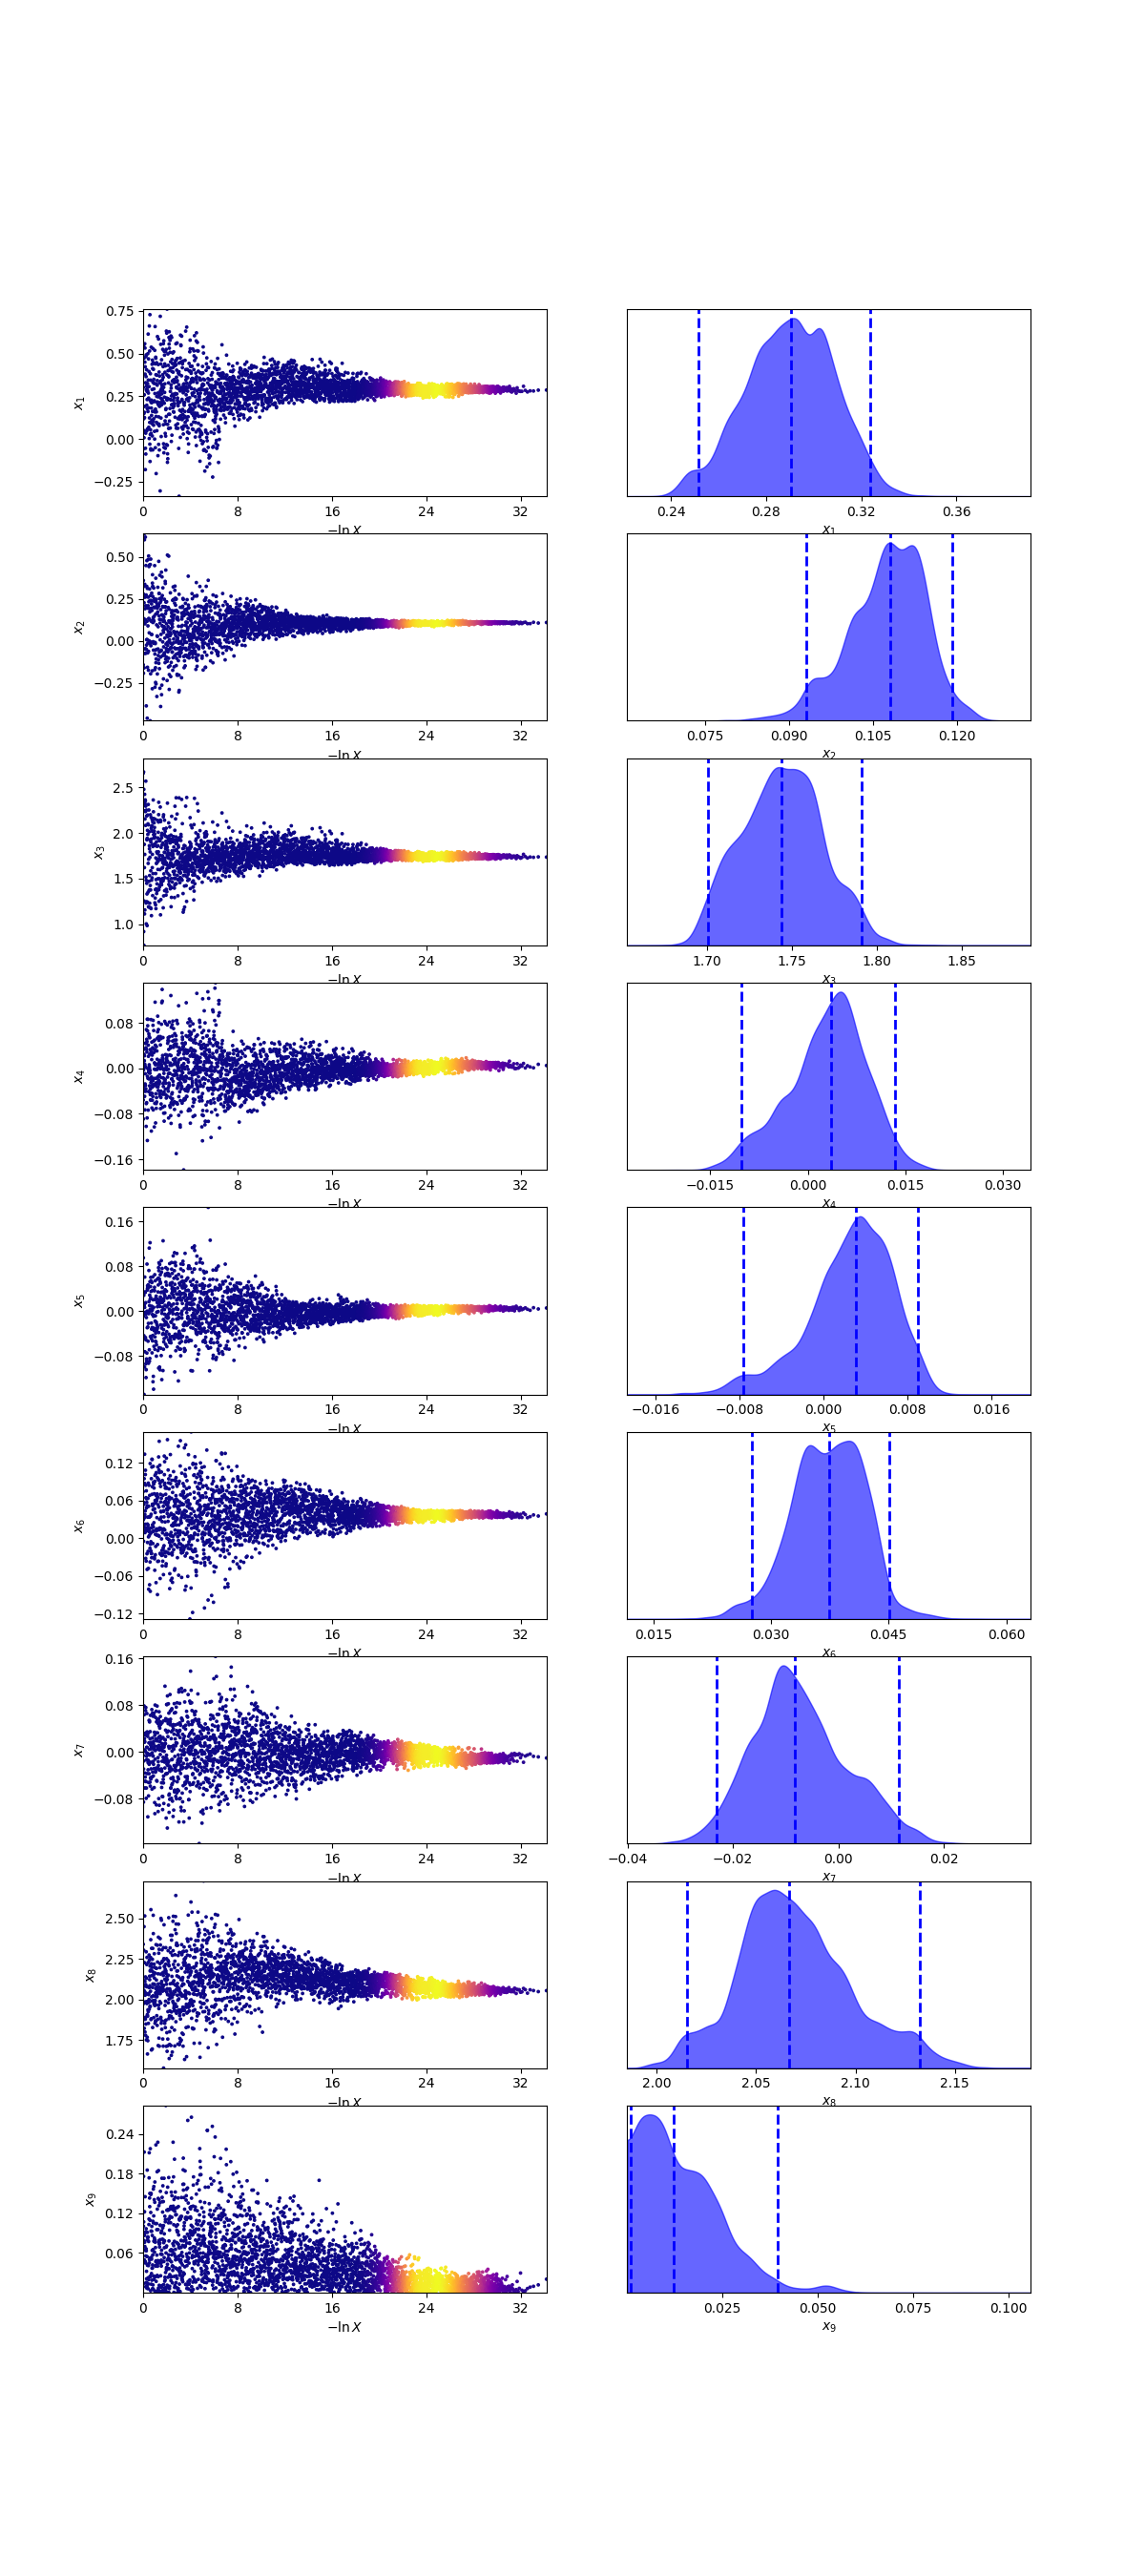 0.75
0.50
0.25
0.00
−0.25
x₁
0 8 16 24 32
−ln X
0.24 0.28 0.32 0.36
x₁
0.50
0.25
0.00
−0.25
x₂
0 8 16 24 32
−ln X
0.075 0.090 0.105 0.120
x₂
2.5
2.0
1.5
1.0
x₃
0 8 16 24 32
−ln X
1.70 1.75 1.80 1.85
x₃
0.08
0.00
−0.08
−0.16
x₄
0 8 16 24 32
−ln X
−0.015 0.000 0.015 0.030
x₄
0.16
0.08
0.00
−0.08
x₅
0 8 16 24 32
−ln X
−0.016 −0.008 0.000 0.008 0.016
x₅
0.12
0.06
0.00
−0.06
−0.12
x₆
0 8 16 24 32
−ln X
0.015 0.030 0.045 0.060
x₆
0.16
0.08
0.00
−0.08
x₇
0 8 16 24 32
−ln X
−0.04 −0.02 0.00 0.02
x₇
2.50
2.25
2.00
1.75
x₈
0 8 16 24 32
−ln X
2.00 2.05 2.10 2.15
x₈
0.24
0.18
0.12
0.06
x₉
0 8 16 24 32
−ln X
0.025 0.050 0.075 0.100
x₉